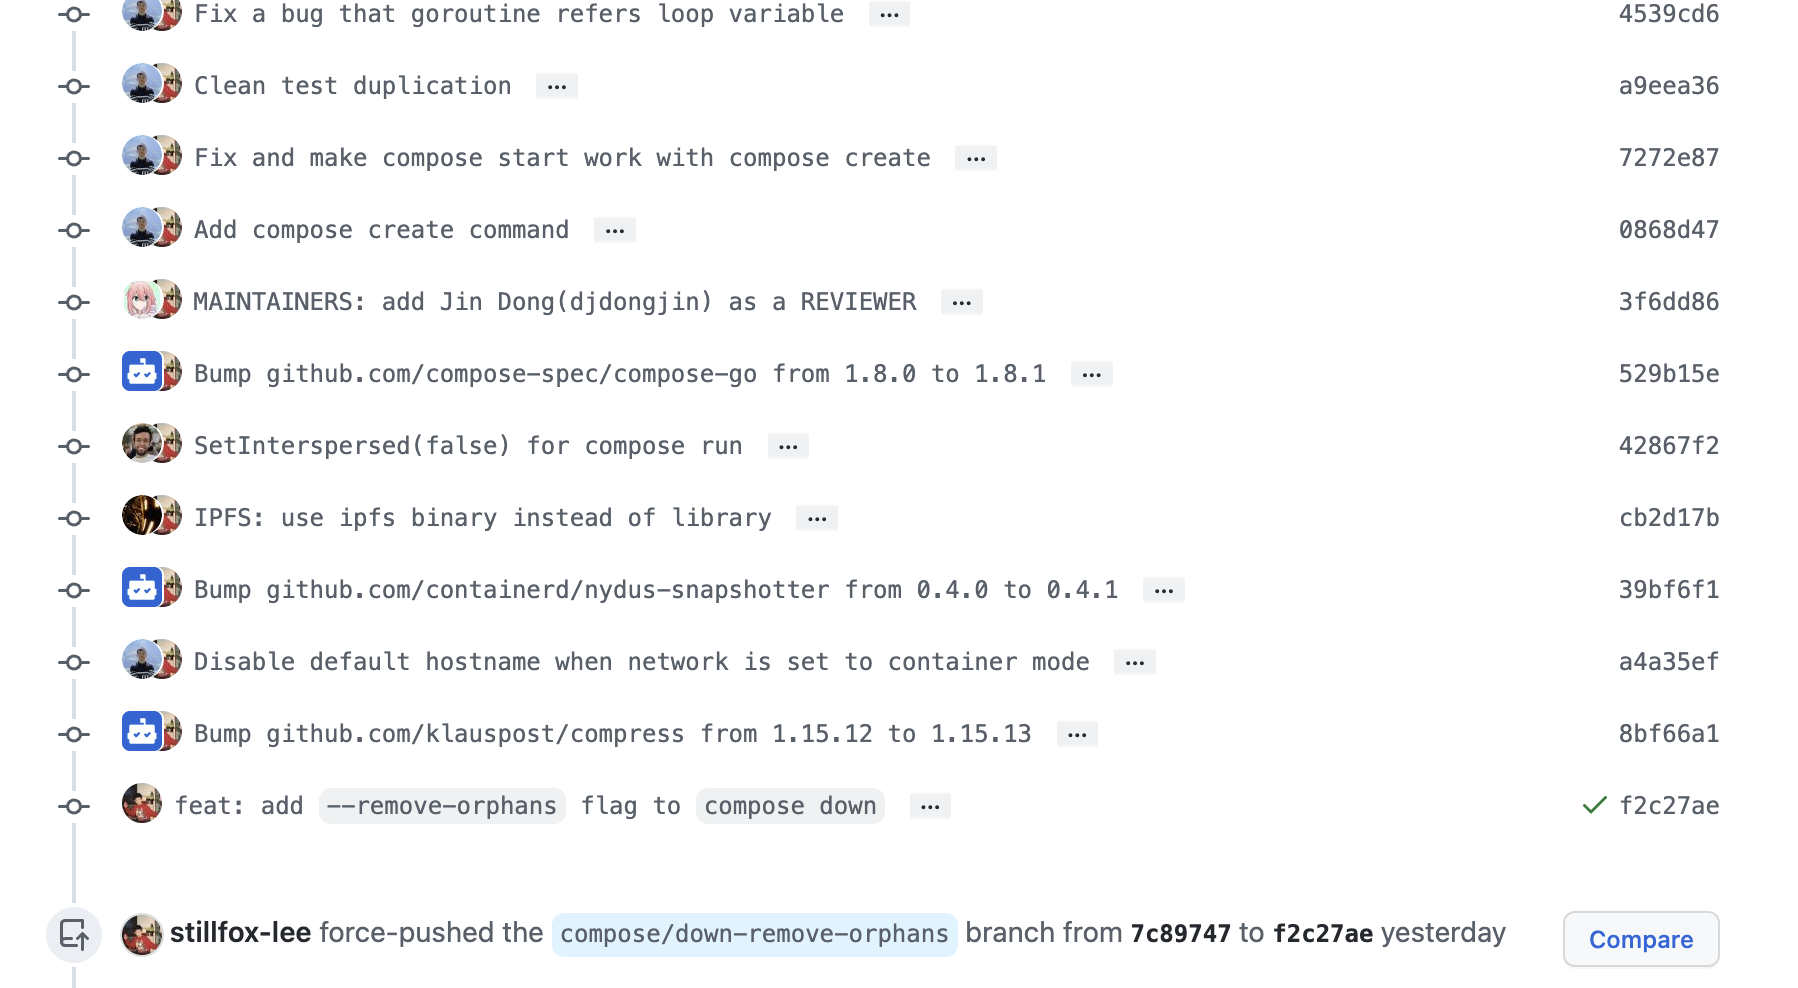 Fix a bug that goroutine refers loop variable … 4539cd6
Clean test duplication … a9eea36
Fix and make compose start work with compose create … 7272e87
Add compose create command … 0868d47
MAINTAINERS: add Jin Dong(djdongjin) as a REVIEWER … 3f6dd86
Bump github.com/compose-spec/compose-go from 1.8.0 to 1.8.1 … 529b15e
SetInterspersed(false) for compose run … 42867f2
IPFS: use ipfs binary instead of library … cb2d17b
Bump github.com/containerd/nydus-snapshotter from 0.4.0 to 0.4.1 … 39bf6f1
Disable default hostname when network is set to container mode … a4a35ef
Bump github.com/klauspost/compress from 1.15.12 to 1.15.13 … 8bf66a1
feat: add --remove-orphans flag to compose down … f2c27ae
stillfox-lee force-pushed the compose/down-remove-orphans branch from 7c89747 to f2c27ae yesterday Compare